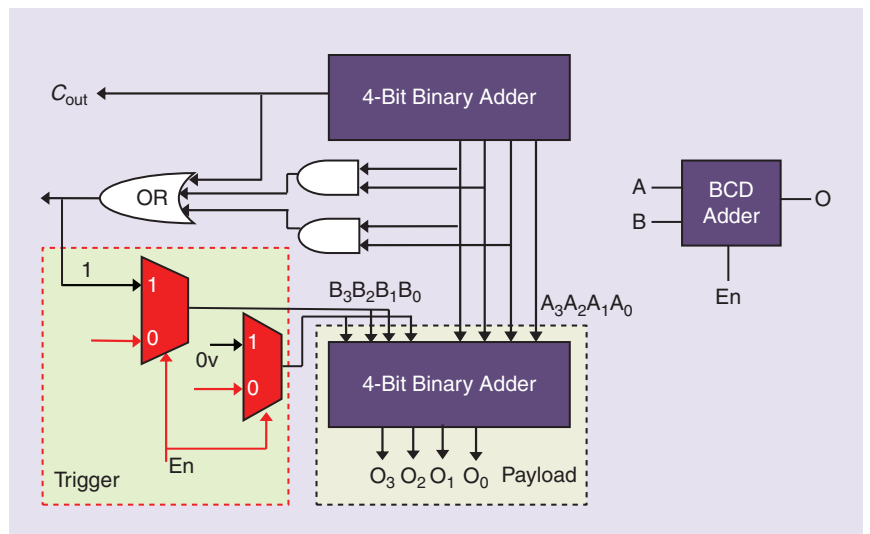 4-Bit Binary Adder
Cout
OR
BCD
Adder
A
B
O
En
1
1
0
B3B2B1B0
A3A2A1A0
0v
1
0
4-Bit Binary Adder
En
Trigger
O3 O2 O1 O0
Payload